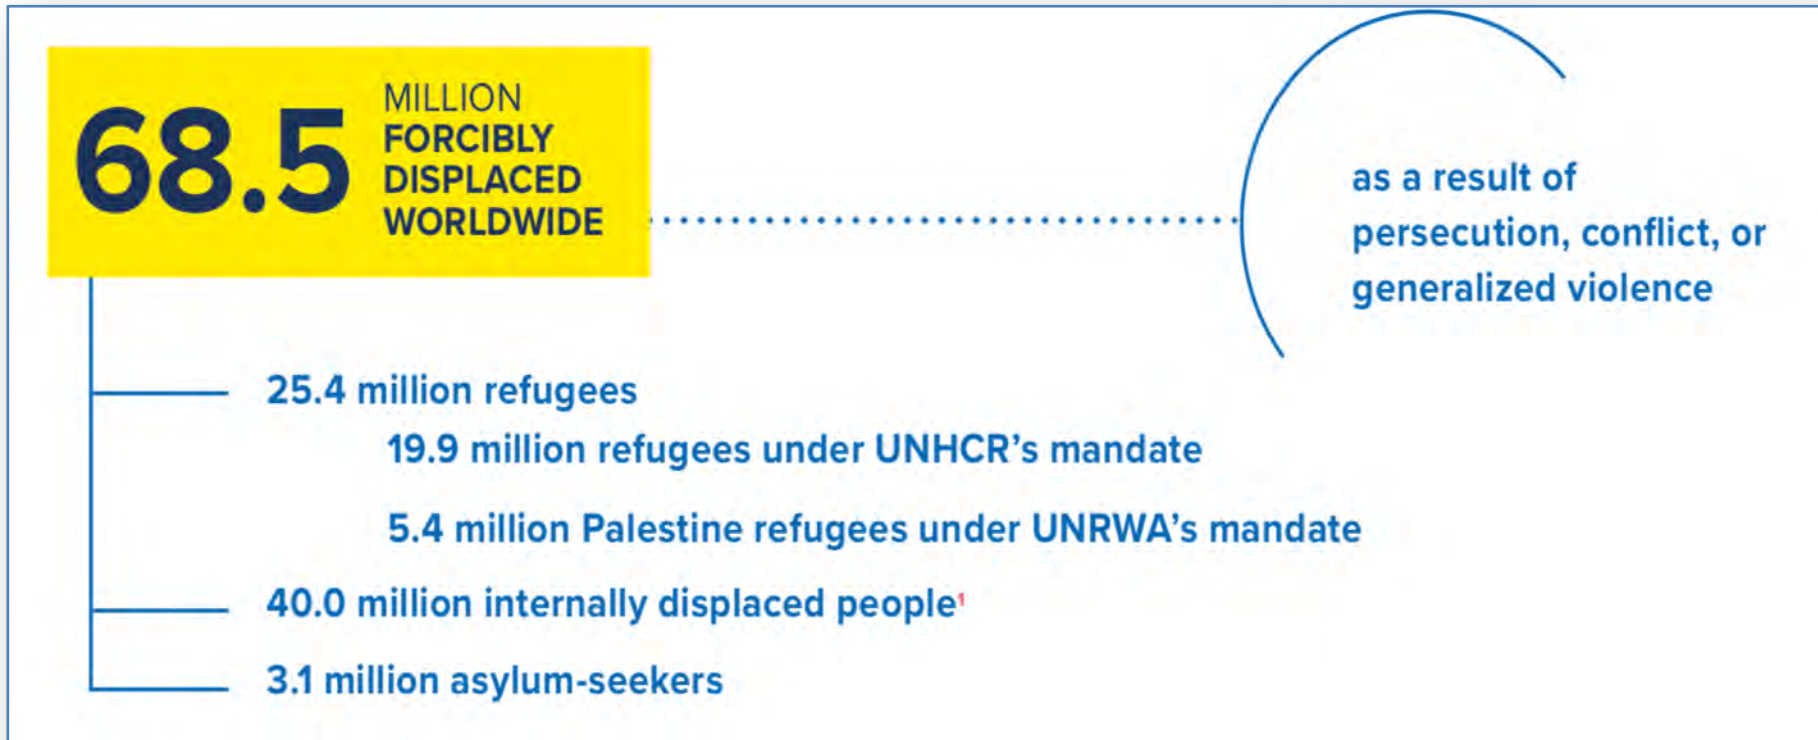 68.5
MILLION
FORCIBLY
DISPLACED
WORLDWIDE
as a result of
persecution, conflict, or
generalized violence
25.4 million refugees
19.9 million refugees under UNHCR’s mandate
5.4 million Palestine refugees under UNRWA’s mandate
40.0 million internally displaced people¹
3.1 million asylum-seekers